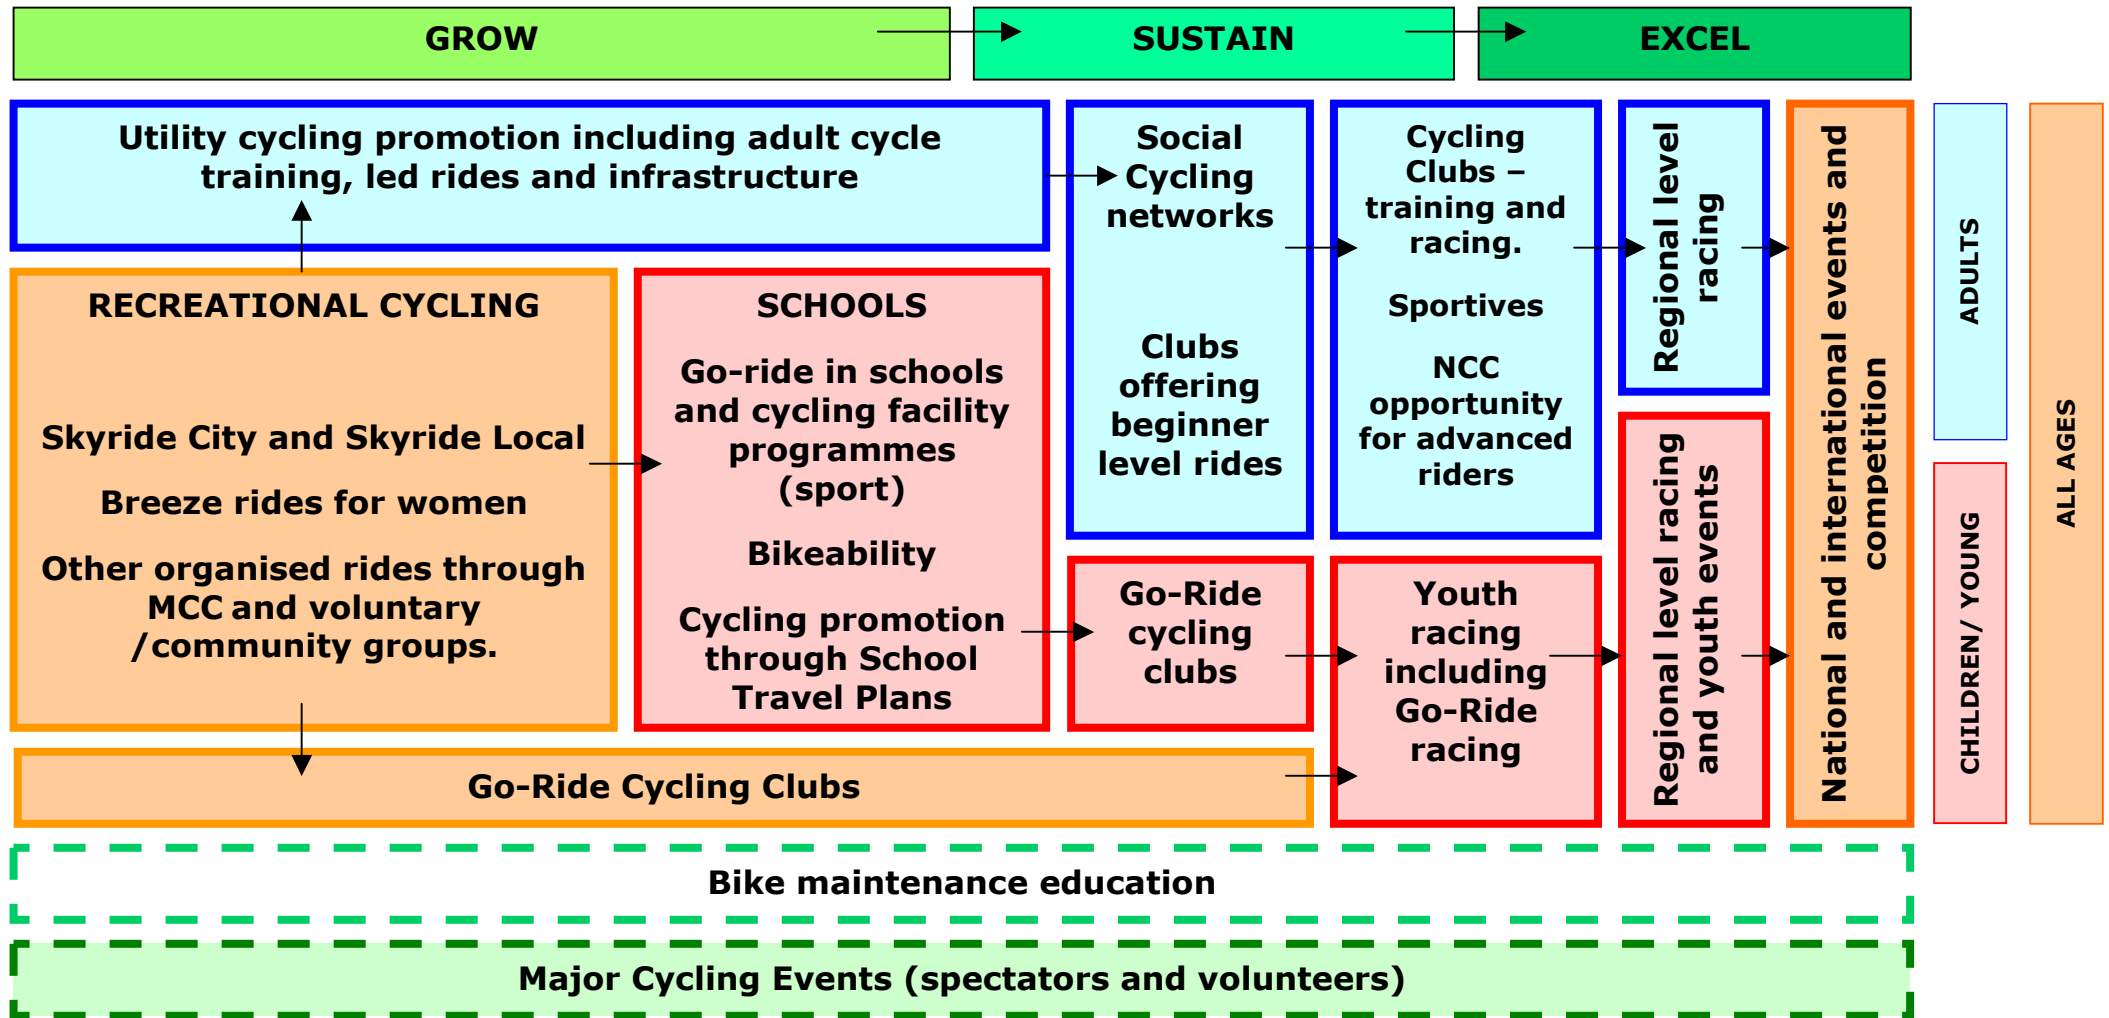 GROW
SUSTAIN
EXCEL
Utility cycling promotion including adult cycle
training, led rides and infrastructure
RECREATIONAL CYCLING
Skyride City and Skyride Local
Breeze rides for women
Other organised rides through
MCC and voluntary
/community groups.
SCHOOLS
Go-ride in schools
and cycling facility
programmes
(sport)
Bikeability
Cycling promotion
through School
Travel Plans
Social
Cycling
networks
Clubs
offering
beginner
level rides
Cycling
Clubs –
training and
racing.
Sportives
NCC
opportunity
for advanced
riders
Regional level
racing
Go-Ride
cycling
clubs
Youth
racing
including
Go-Ride
racing
Regional level racing
and youth events
National and international events and
competition
Go-Ride Cycling Clubs
ADULTS
CHILDREN/ YOUNG
ALL AGES
Bike maintenance education
Major Cycling Events (spectators and volunteers)